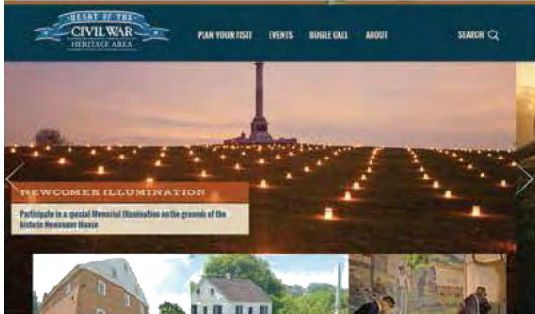 HEART OF THE
CIVIL WAR
HERITAGE AREA
PLAN YOUR VISIT EVENTS BUGLE CALL ABOUT SEARCH
NEWCOMER ILLUMINATION
Participate in a special Memorial Illumination on the grounds of the
historic Newcomer House